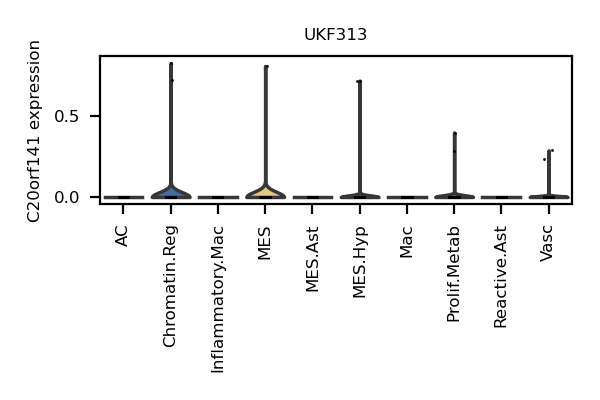 UKF313
C20orf141 expression
0.5
0.0
AC
Chromatin.Reg
Inflammatory.Mac
MES
MES.Ast
MES.Hyp
Mac
Prolif.Metab
Reactive.Ast
Vasc